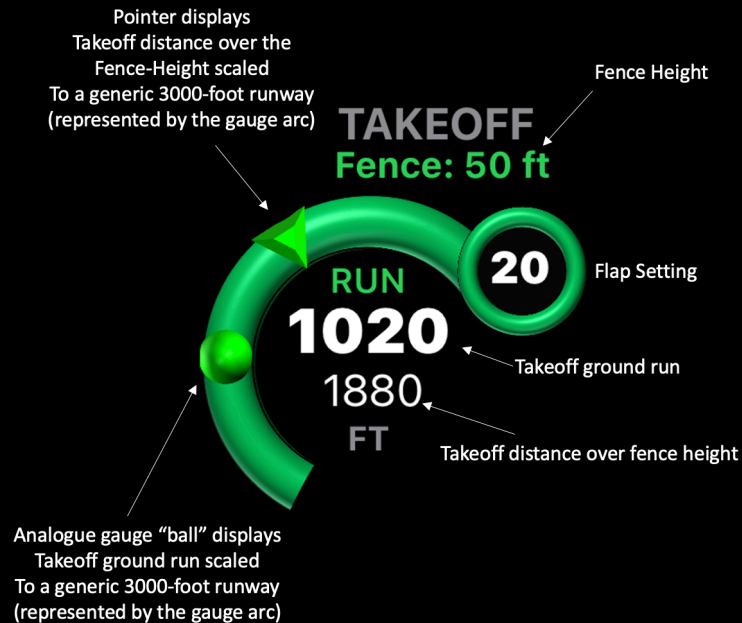 Pointer displays
Takeoff distance over the
Fence-Height scaled
To a generic 3000-foot runway
(represented by the gauge arc)
Fence Height
TAKEOFF
Fence: 50 ft
20
Flap Setting
RUN
1020
Takeoff ground run
1880
FT
Takeoff distance over fence height
Analogue gauge “ball” displays
Takeoff ground run scaled
To a generic 3000-foot runway
(represented by the gauge arc)